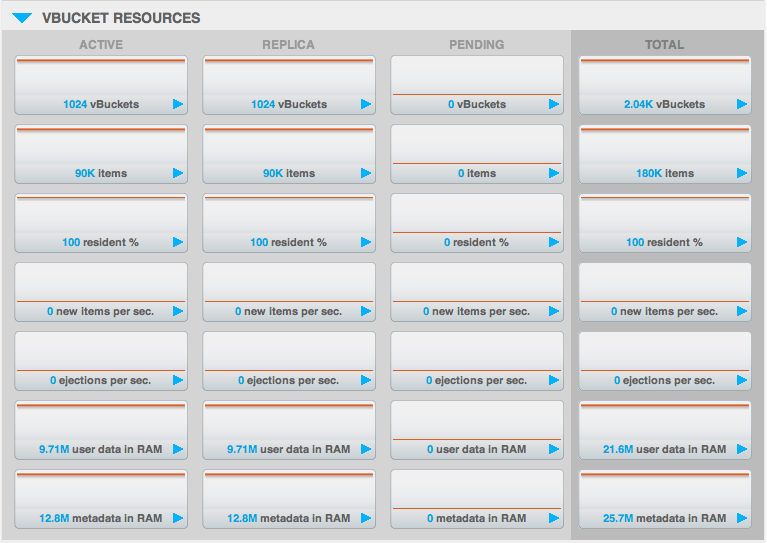 VBUCKET RESOURCES
ACTIVE REPLICA PENDING TOTAL
1024 vBuckets 1024 vBuckets 0 vBuckets 2.04K vBuckets
90K items 90K items 0 items 180K items
100 resident % 100 resident % 0 resident % 100 resident %
0 new items per sec. 0 new items per sec. 0 new items per sec. 0 new items per sec.
0 ejections per sec. 0 ejections per sec. 0 ejections per sec. 0 ejections per sec.
9.71M user data in RAM 9.71M user data in RAM 0 user data in RAM 21.6M user data in RAM
12.8M metadata in RAM 12.8M metadata in RAM 0 metadata in RAM 25.7M metadata in RAM